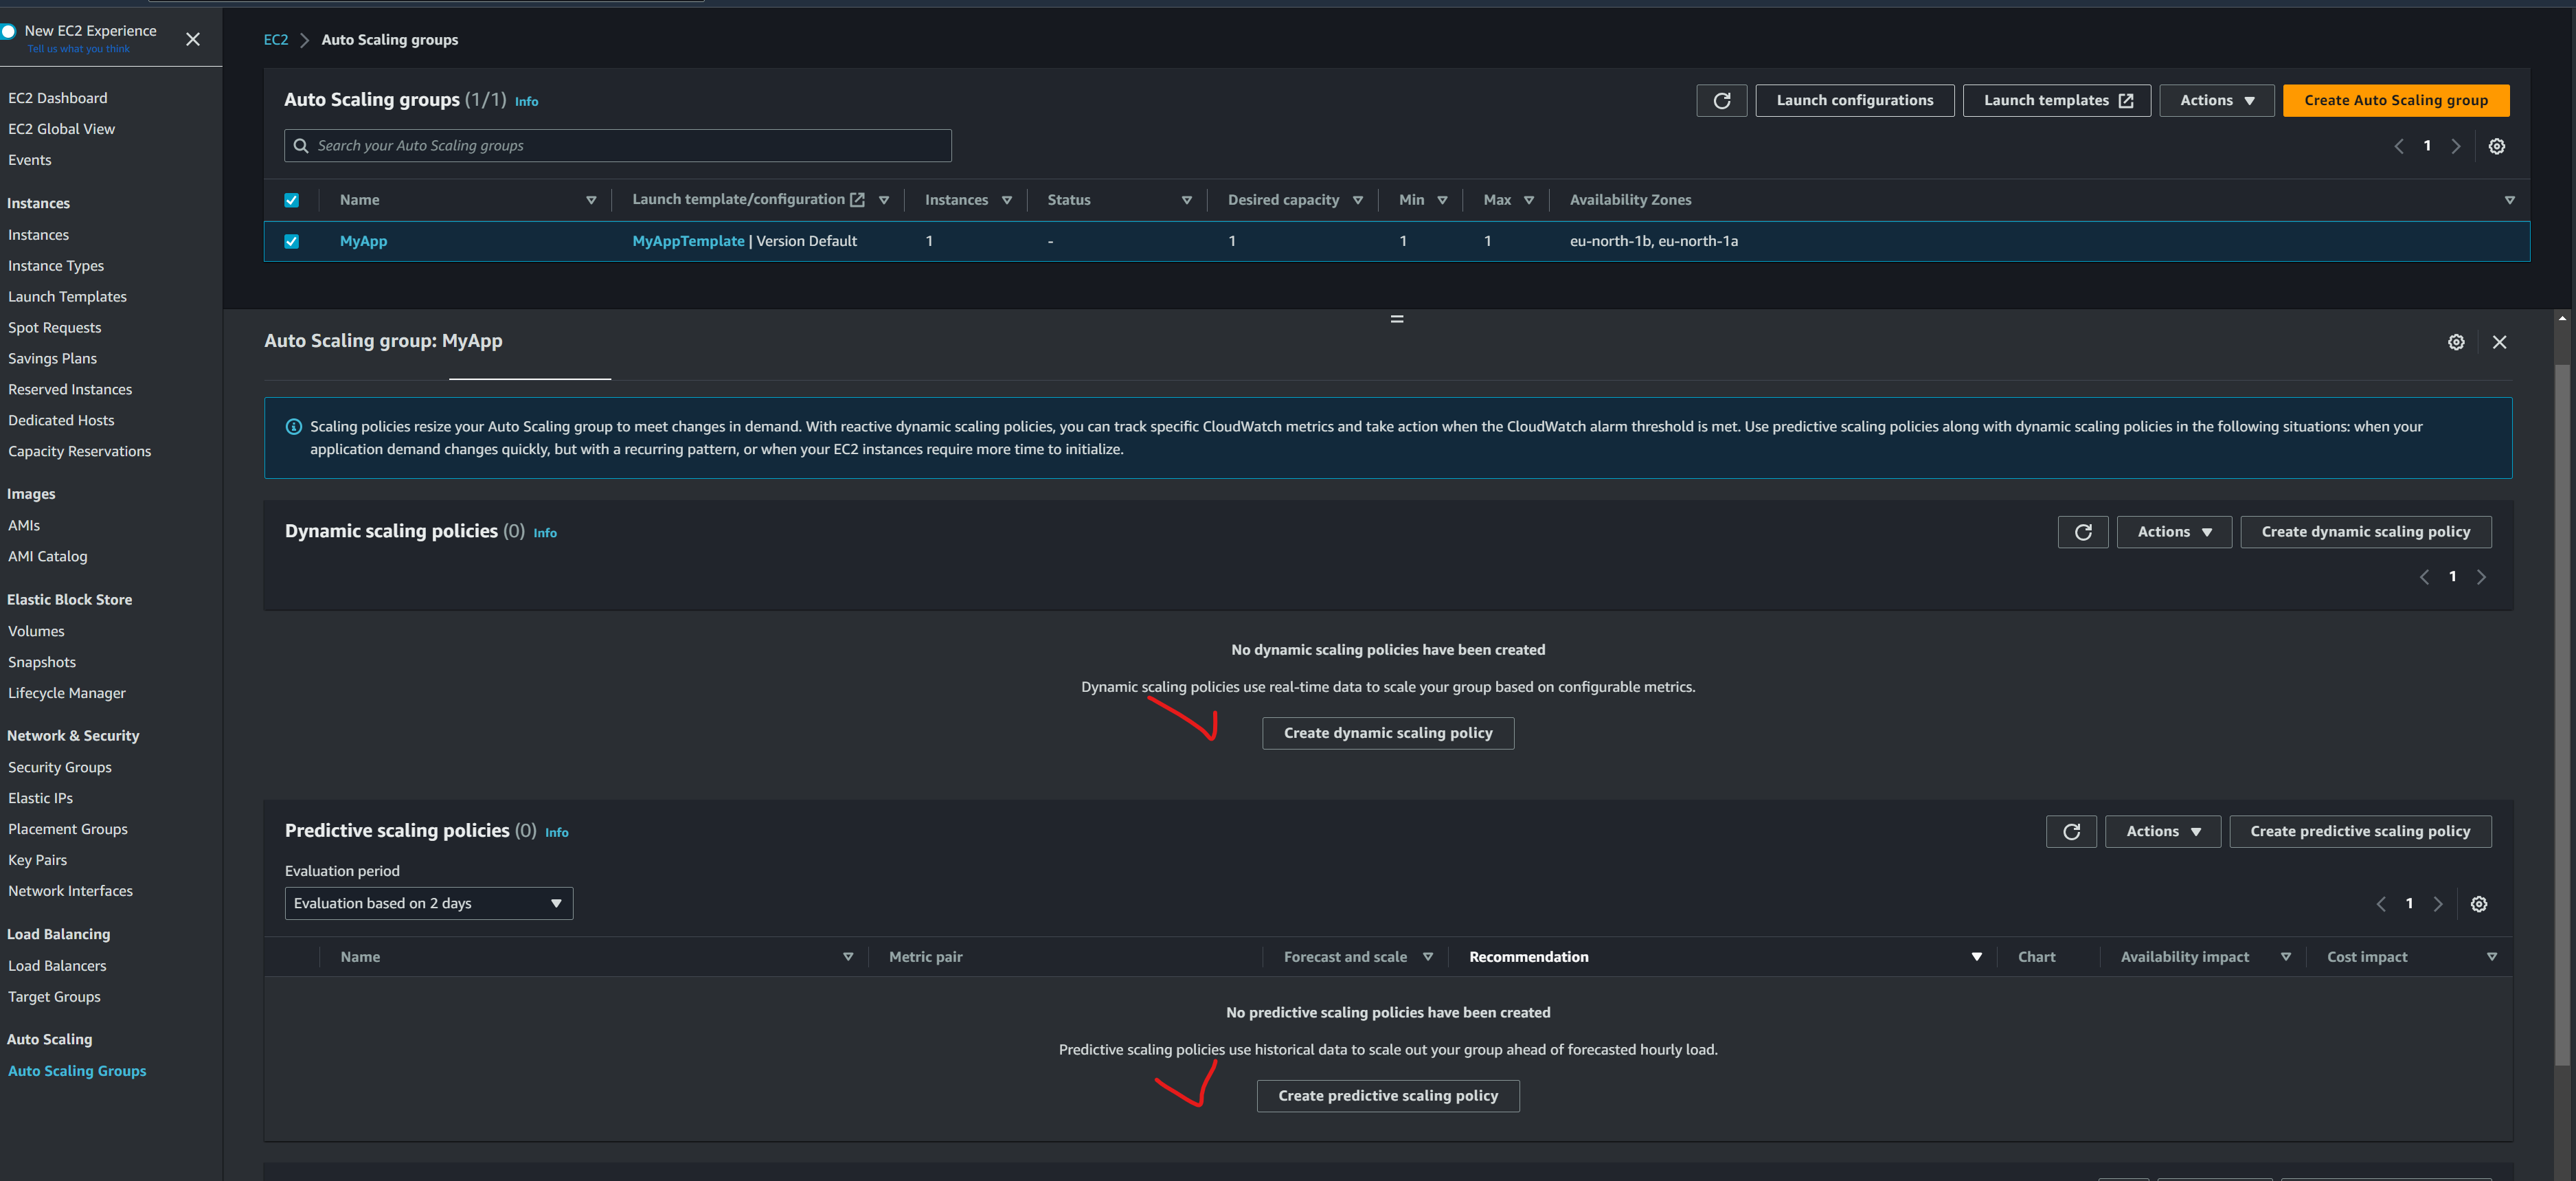 New EC2 Experience
Tell us what you think
EC2 Dashboard
EC2 Global View
Events
Instances
Instances
Instance Types
Launch Templates
Spot Requests
Savings Plans
Reserved Instances
Dedicated Hosts
Capacity Reservations
Images
AMIs
AMI Catalog
Elastic Block Store
Volumes
Snapshots
Lifecycle Manager
Network & Security
Security Groups
Elastic IPs
Placement Groups
Key Pairs
Network Interfaces
Load Balancing
Load Balancers
Target Groups
Auto Scaling
Auto Scaling Groups
EC2 Auto Scaling groups
Auto Scaling groups (1/1) Info
Launch configurations Launch templates Actions Create Auto Scaling group
Search your Auto Scaling groups
1
Name Launch template/configuration Instances Status Desired capacity Min Max Availability Zones
MyApp MyAppTemplate | Version Default 1 - 1 1 1 eu-north-1b, eu-north-1a
Auto Scaling group: MyApp
Scaling policies resize your Auto Scaling group to meet changes in demand. With reactive dynamic scaling policies, you can track specific CloudWatch metrics and take action when the CloudWatch alarm threshold is met. Use predictive scaling policies along with dynamic scaling policies in the following situations: when your
application demand changes quickly, but with a recurring pattern, or when your EC2 instances require more time to initialize.
Dynamic scaling policies (0) Info
Actions Create dynamic scaling policy
1
No dynamic scaling policies have been created
Dynamic scaling policies use real-time data to scale your group based on configurable metrics.
Create dynamic scaling policy
Predictive scaling policies (0) Info
Actions Create predictive scaling policy
Evaluation period
Evaluation based on 2 days
1
Name Metric pair Forecast and scale Recommendation Chart Availability impact Cost impact
No predictive scaling policies have been created
Predictive scaling policies use historical data to scale out your group ahead of forecasted hourly load.
Create predictive scaling policy